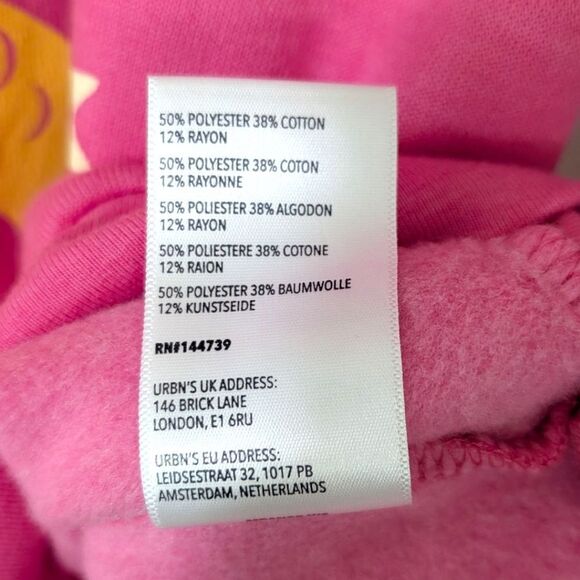 50% POLYESTER 38% COTTON
12% RAYON
50% POLYESTER 38% COTON
12% RAYONNE
50% POLIESTER 38% ALGODON
12% RAYON
50% POLIESTERE 38% COTONE
12% RAION
50% POLYESTER 38% BAUMWOLLE
12% KUNSTSEIDE
RN#144739
URBN'S UK ADDRESS:
146 BRICK LANE
LONDON, E1 6RU
URBN'S EU ADDRESS:
LEIDSESTRAAT 32, 1017 PB
AMSTERDAM, NETHERLANDS